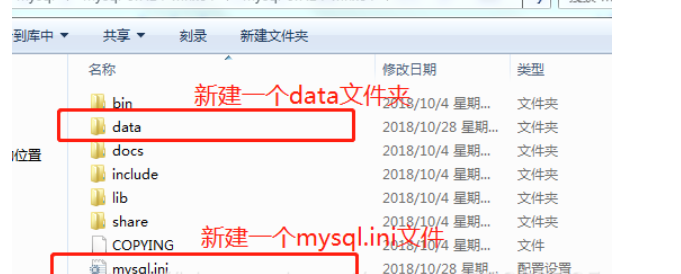 到库中 共享 刻录 新建文件夹
名称 修改日期 类型
新建一个data文件夹
bin 2018/10/4 星期... 文件夹
data 2018/10/28 星期... 文件夹
docs 2018/10/4 星期... 文件夹
的位置
include 2018/10/4 星期... 文件夹
lib 2018/10/4 星期... 文件夹
share 2018/10/4 星期... 文件夹
新建一个mysql.ini文件
COPYING 2018/10/4 星期... 文件
mysql.ini 2018/10/28 星期... 配置设置